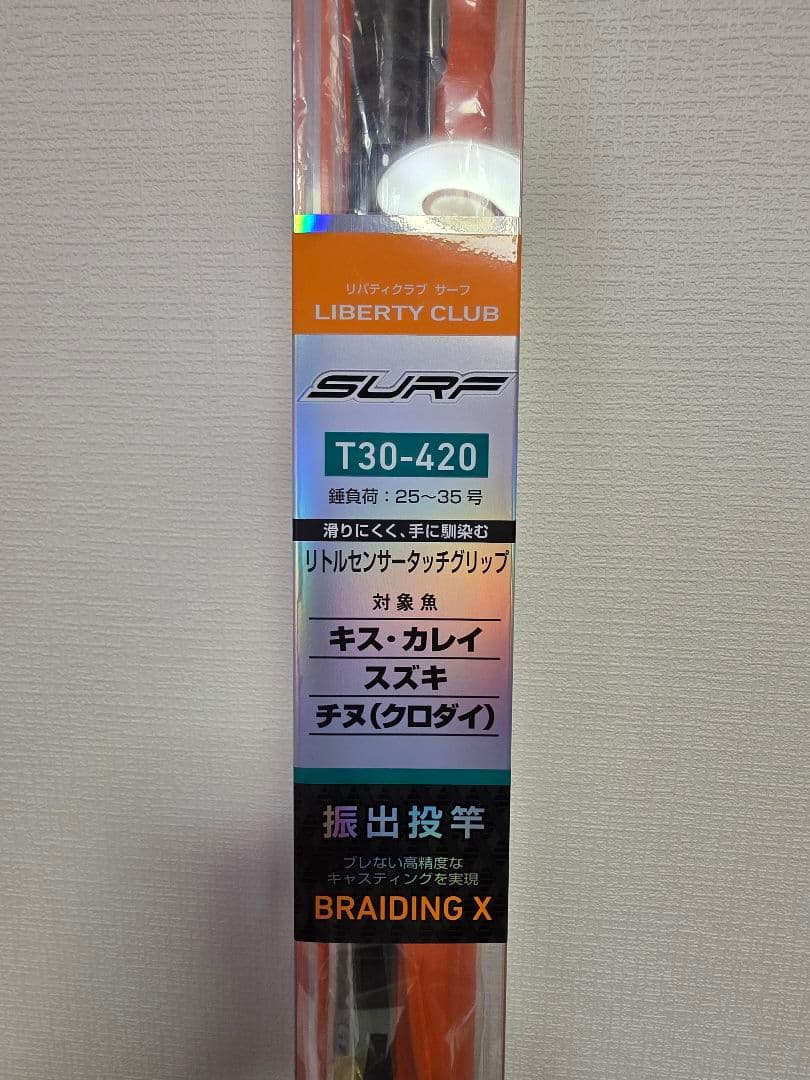 リバティクラブ サーフ
LIBERTY CLUB
SURF
T30-420
錘負荷：25〜35号
滑りにくく、手に馴染む
リトルセンサータッチグリップ
対象魚
キス・カレイ
スズキ
チヌ(クロダイ)
振出投竿
ブレない高精度な
キャスティングを実現
BRAIDING X